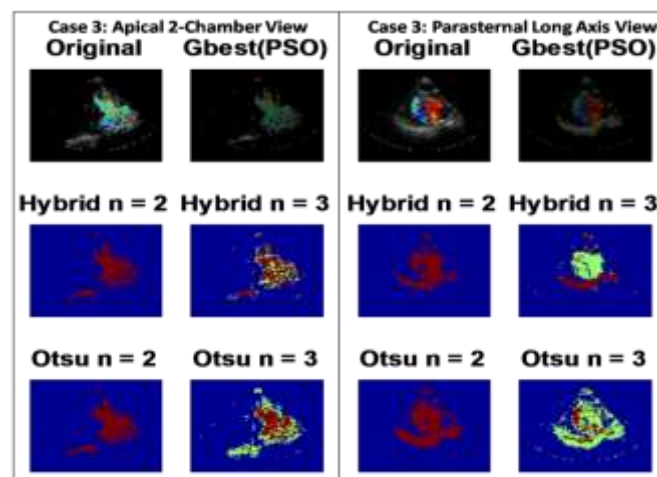 Case 3: Apical 2-Chamber View
Original Gbest(PSO)
Hybrid n = 2 Hybrid n = 3
Otsu n = 2 Otsu n = 3
Case 3: Parasternal Long Axis View
Original Gbest(PSO)
Hybrid n = 2 Hybrid n = 3
Otsu n = 2 Otsu n = 3